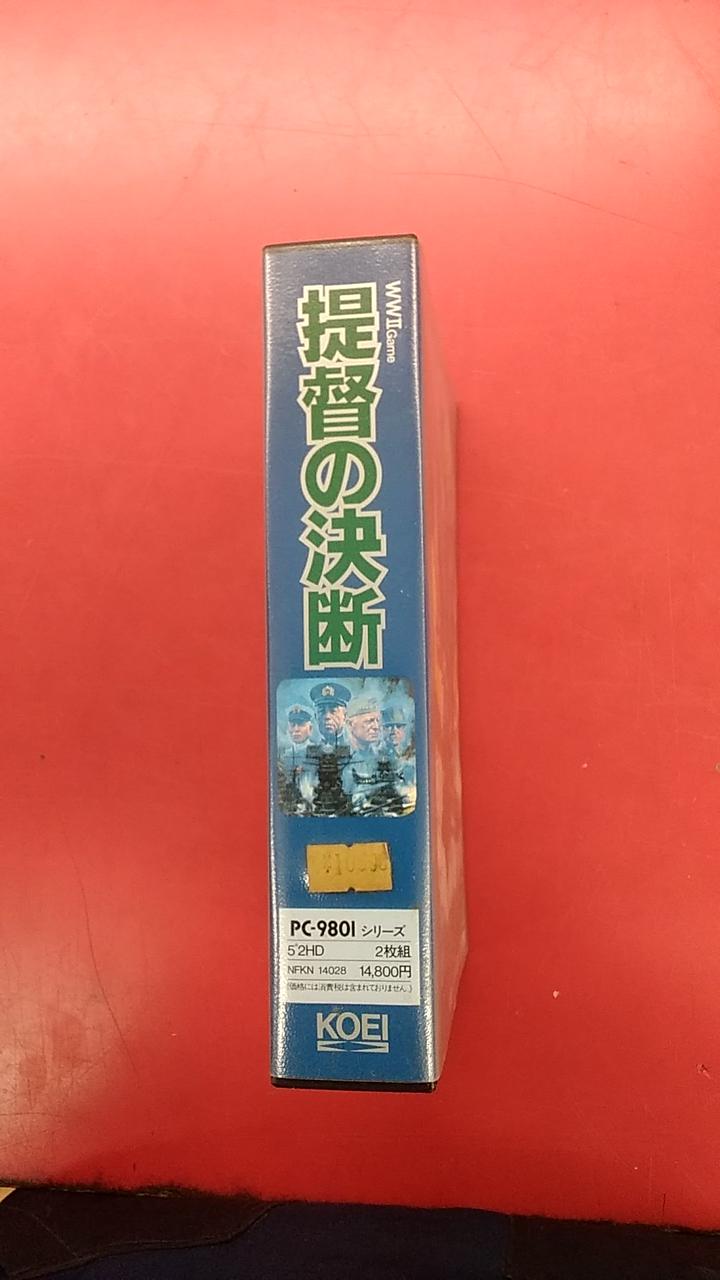 WWII Game
提督の決断
PC-9801 シリーズ
5"2HD 2枚組
NFKN 14028 14,800円
(価格には消費税は含まれておりません。)
KOEI